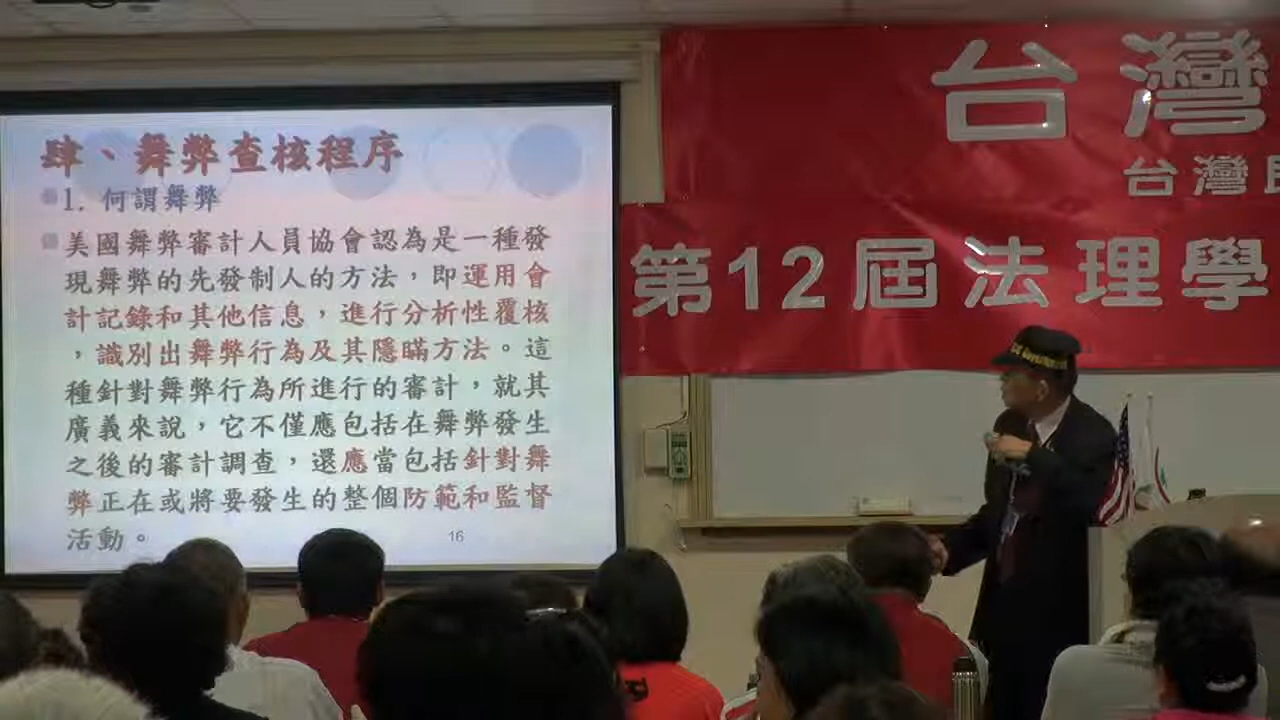 肆、舞弊查核程序
1. 何謂舞弊
美國舞弊審計人員協會認為是一種發
現舞弊的先發制人的方法，即運用會
計記錄和其他信息，進行分析性覆核
，識別出舞弊行為及其隱瞞方法。這
種針對舞弊行為所進行的審計，就其
廣義來說，它不僅應包括在舞弊發生
之後的審計調查，還應當包括針對舞
弊正在或將要發生的整個防範和監督
活動。
16
台灣
台灣
第12屆法理學